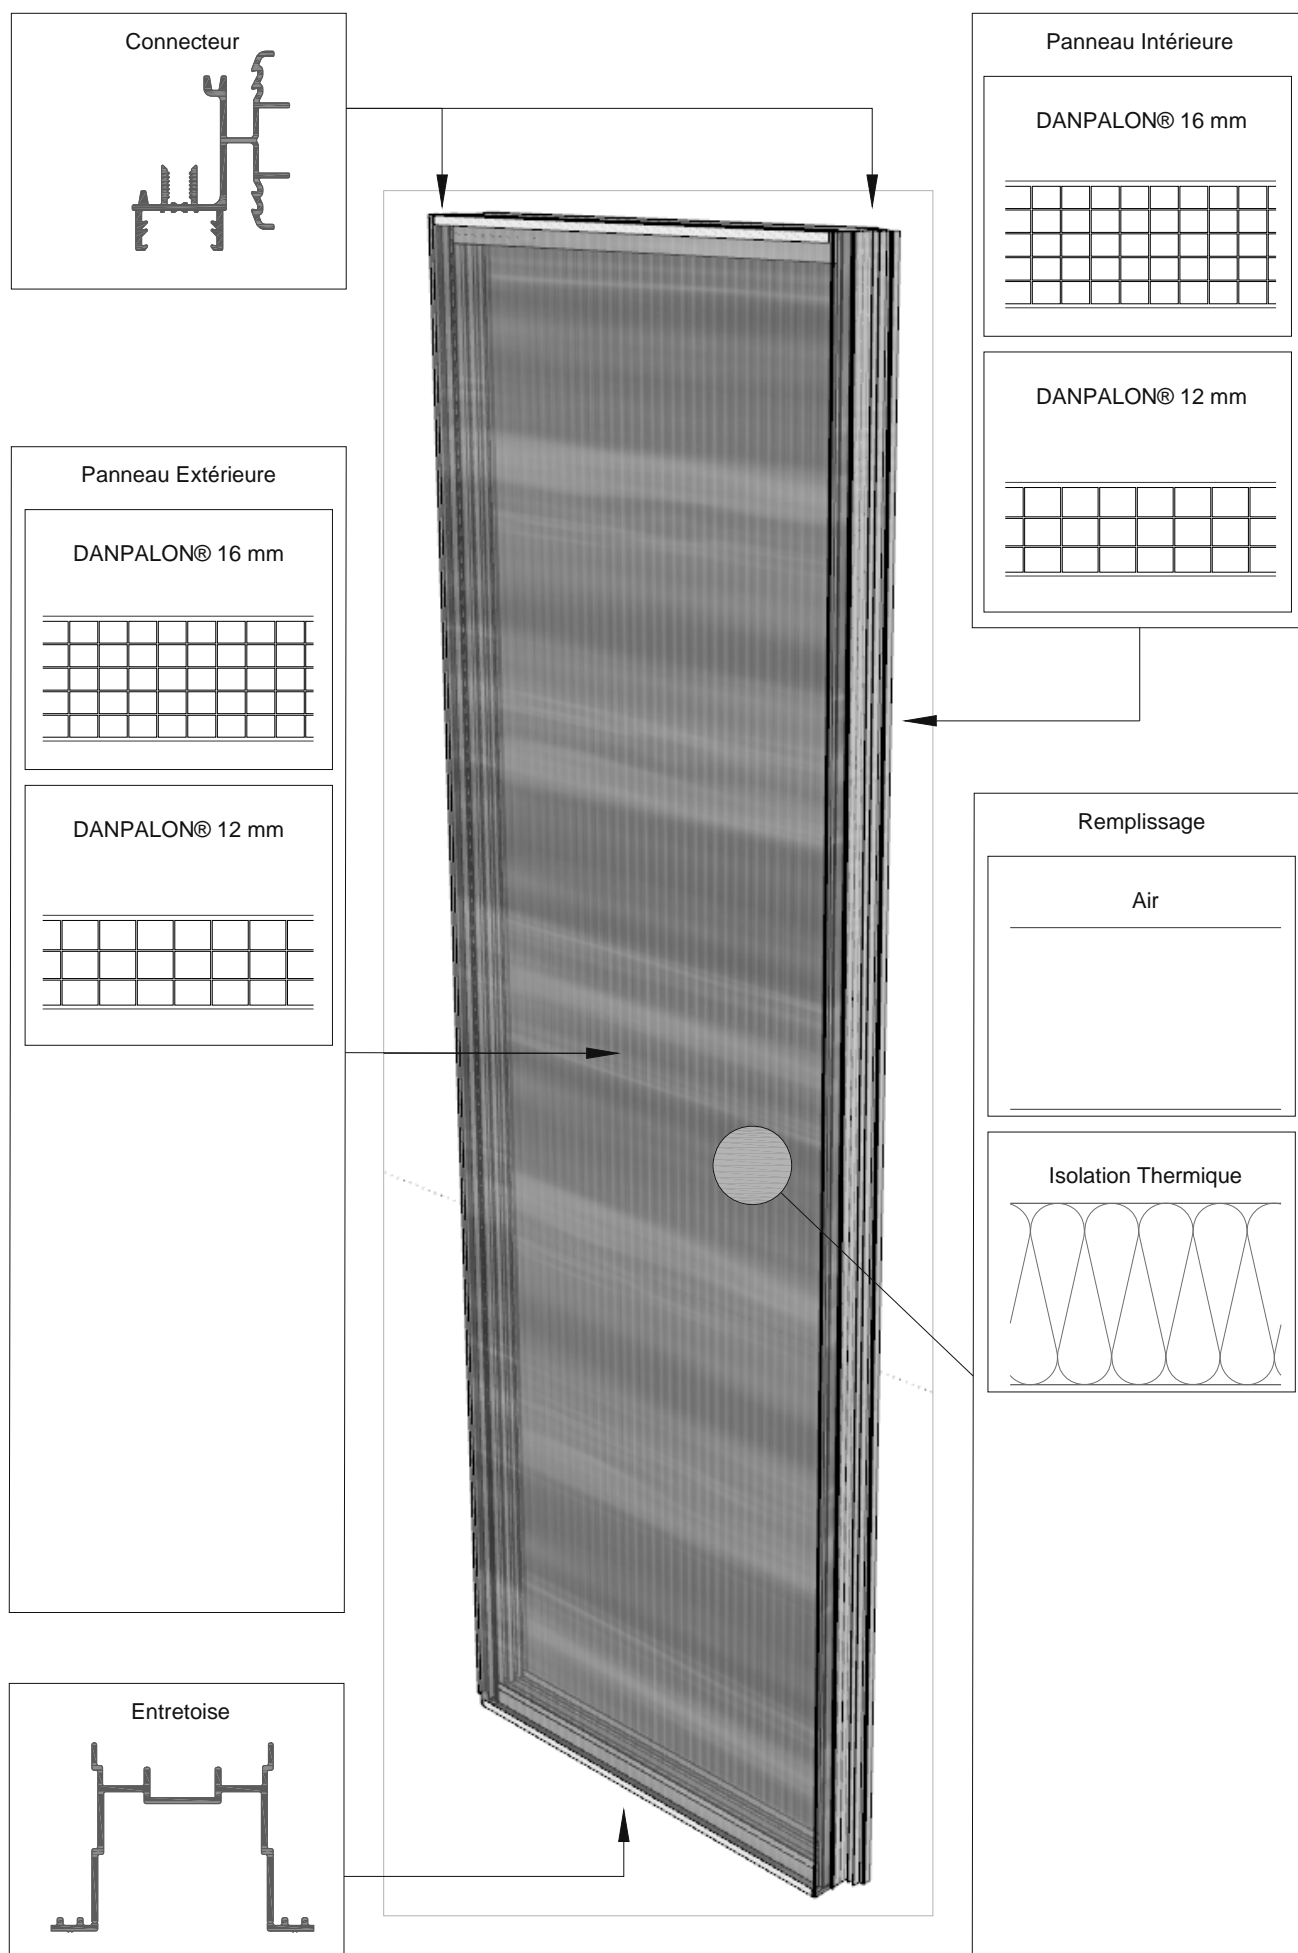 Connecteur
Panneau Intérieure
DANPALON® 16 mm
DANPALON® 12 mm
Panneau Extérieure
DANPALON® 16 mm
DANPALON® 12 mm
Remplissage
Air
Isolation Thermique
Entretoise